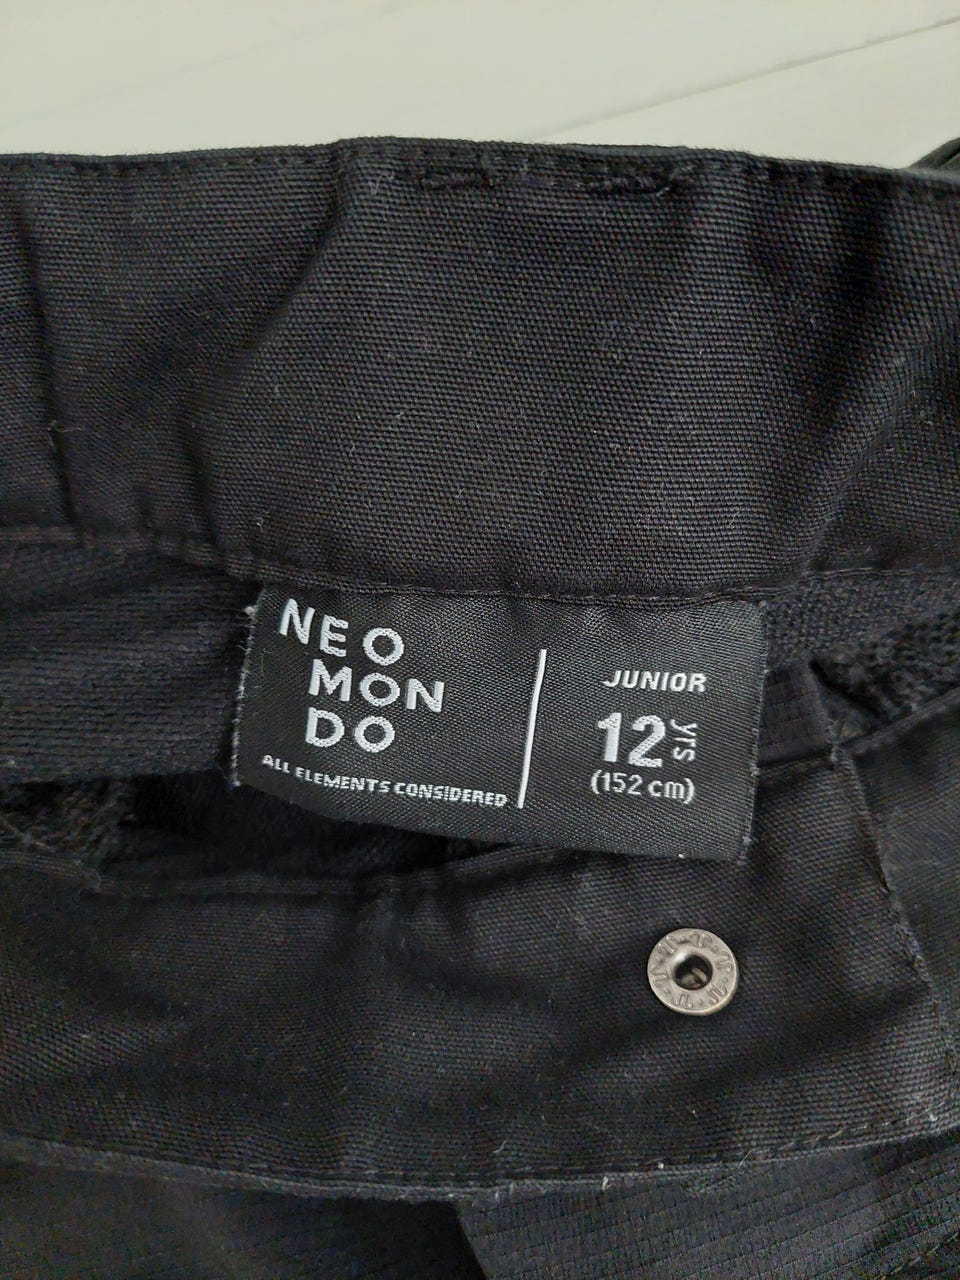 NEO
MON
DO
ALL ELEMENTS CONSIDERED
JUNIOR
12 yrs
(152 cm)